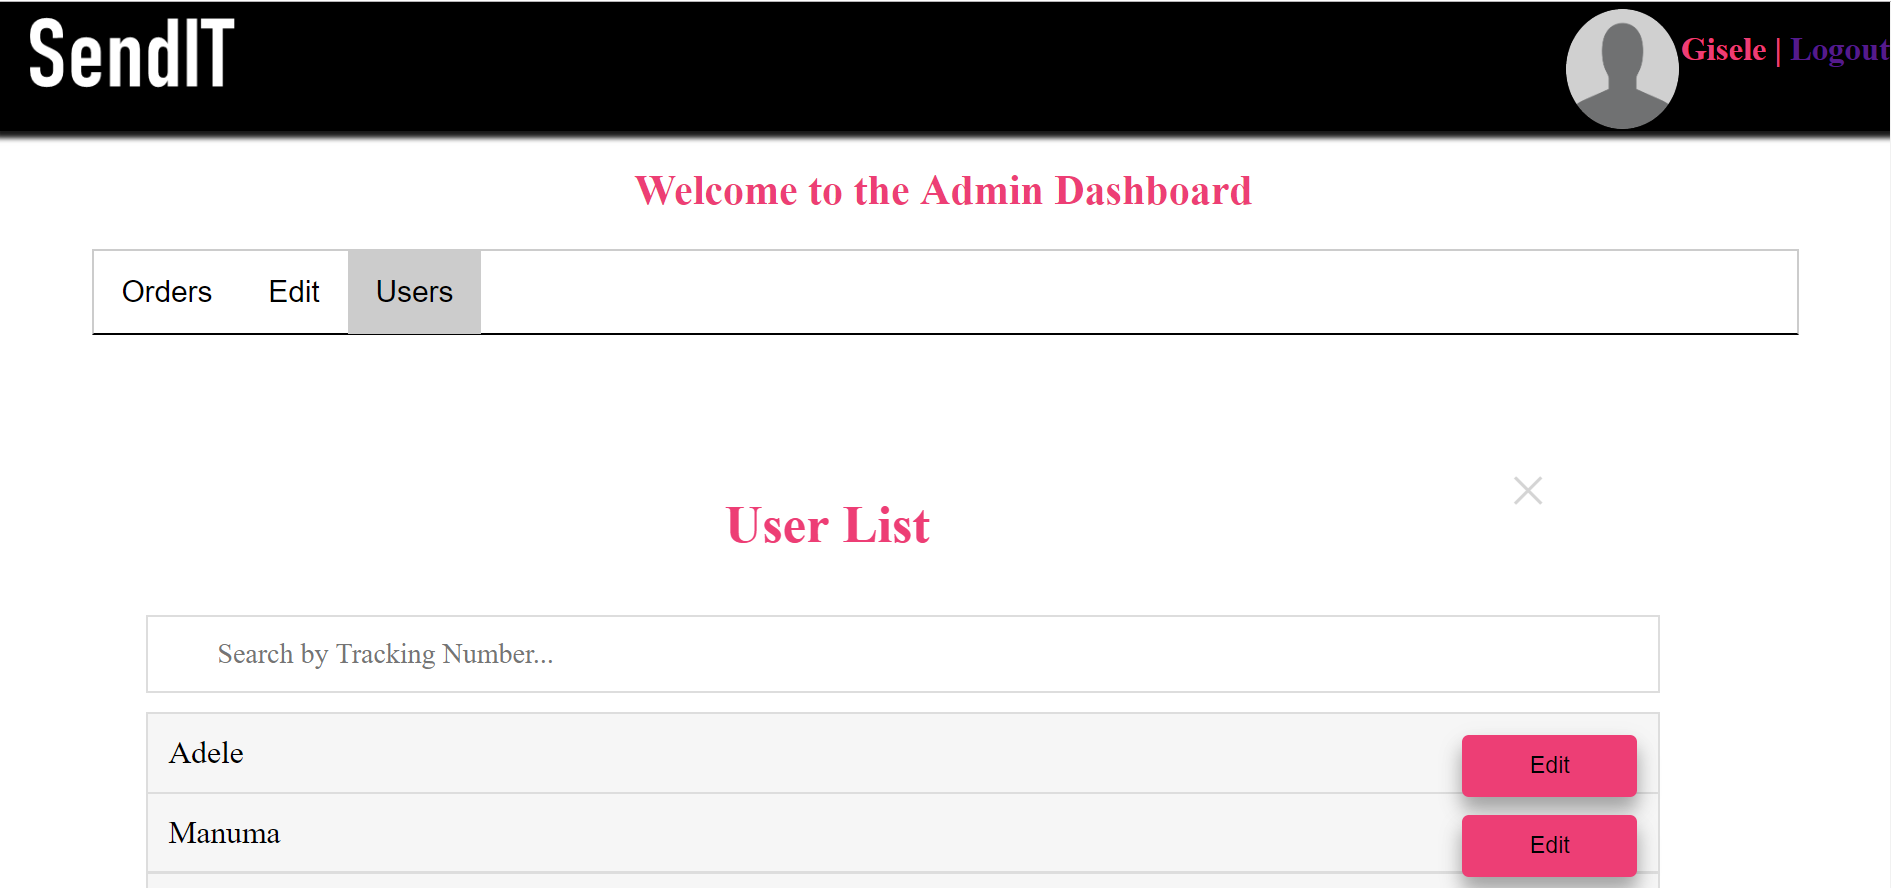 SendIT
Gisele | Logout
Welcome to the Admin Dashboard
Orders Edit Users
User List
Search by Tracking Number...
Adele Edit
Manuma Edit